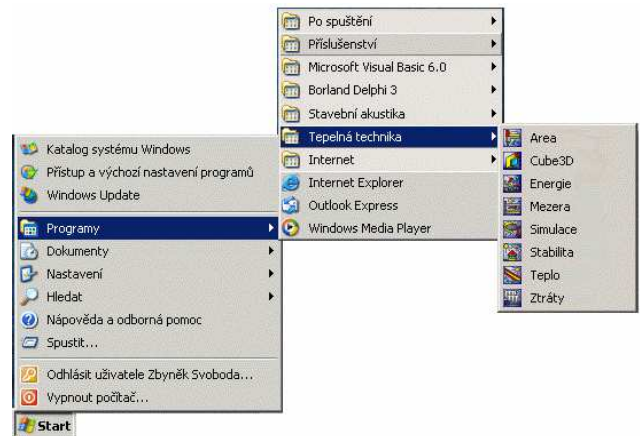 Po spuštění
Příslušenství
Microsoft Visual Basic 6.0
Borland Delphi 3
Stavební akustika
Tepelná technika
Internet
Internet Explorer
Outlook Express
Windows Media Player
Area
Cube3D
Energie
Mezera
Simulace
Stabilita
Teplo
Ztráty
Katalog systému Windows
Přístup a výchozí nastavení programů
Windows Update
Programy
Dokumenty
Nastavení
Hledat
Nápověda a odborná pomoc
Spustit...
Odhlásit uživatele Zbyněk Svoboda...
Vypnout počítač...
Start